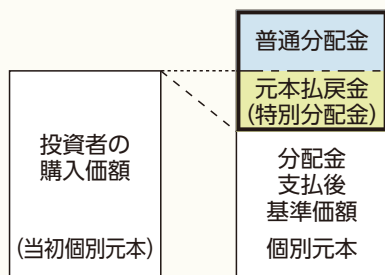 普通分配金
元本払戻金
(特別分配金)
投資者の
購入価額
(当初個別元本)
分配金
支払後
基準価額
個別元本